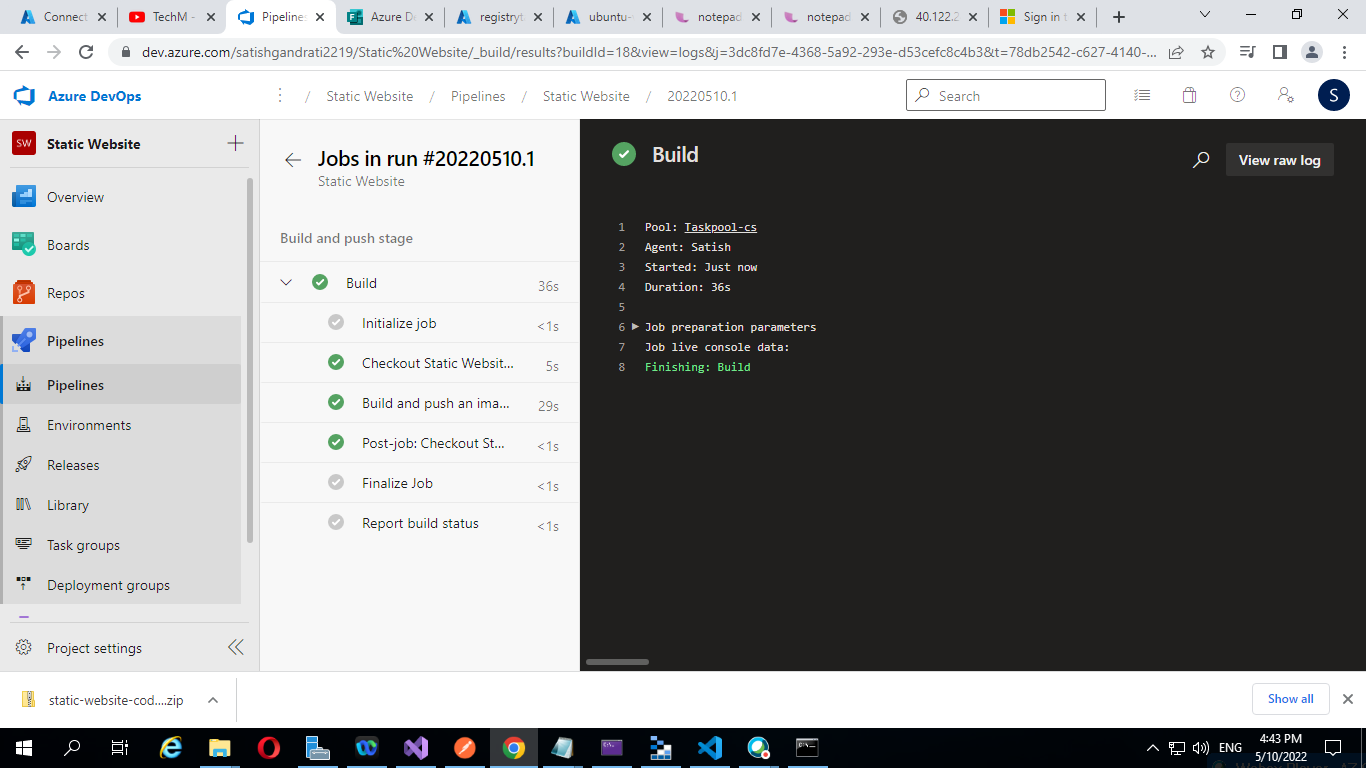 Connect
TechM -
Pipelines
Azure De
registryt
ubuntu-
notepad
notepad
40.122.2
Sign in t
dev.azure.com/satishgandrati2219/Static%20Website/_build/results?buildId=18&view=logs&j=3dc8fd7e-4368-5a92-293e-d53cefc8c4b3&t=78db2542-c627-4140-...
Azure DevOps
/ Static Website / Pipelines / Static Website / 20220510.1
Search
S
SW Static Website
Overview
Boards
Repos
Pipelines
Pipelines
Environments
Releases
Library
Task groups
Deployment groups
Project settings
Jobs in run #20220510.1
Static Website
Build and push stage
Build 36s
Initialize job <1s
Checkout Static Websit... 5s
Build and push an ima... 29s
Post-job: Checkout St... <1s
Finalize Job <1s
Report build status <1s
Build
View raw log
1 Pool: Taskpool-cs
2 Agent: Satish
3 Started: Just now
4 Duration: 36s
5
6 Job preparation parameters
7 Job live console data:
8 Finishing: Build
static-website-cod....zip
Show all
ENG
4:43 PM
5/10/2022